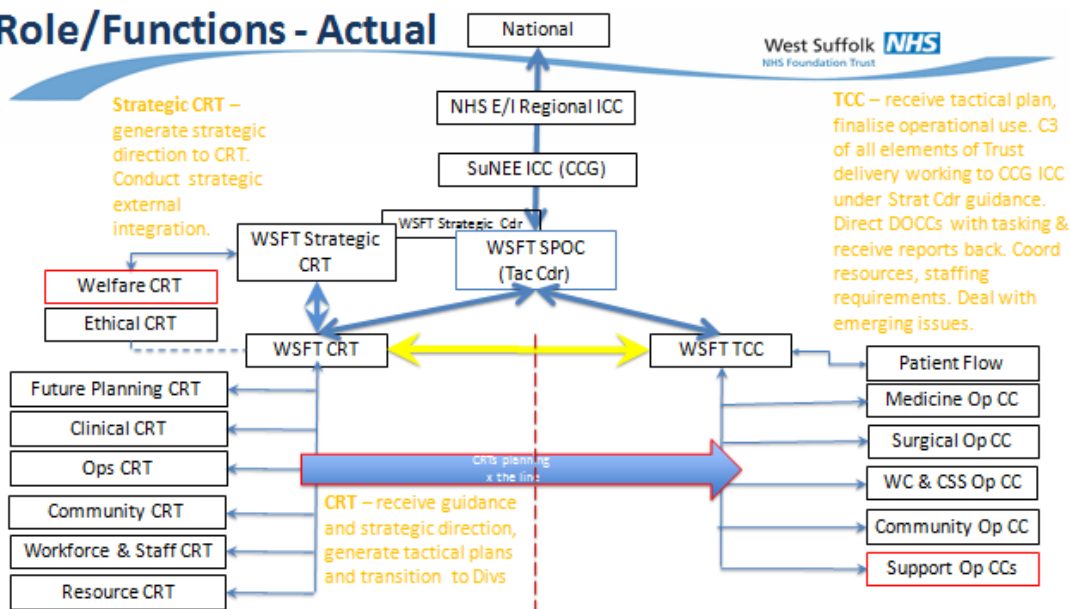 Role/Functions - Actual
National
West Suffolk NHS
NHS Foundation Trust
Strategic CRT –
generate strategic
direction to CRT.
Conduct strategic
external
integration.
NHS E/I Regional ICC
SuNEE ICC (CCG)
WSFT Strategic Cdr
WSFT Strategic
CRT
WSFT SPOC
(Tac Cdr)
TCC – receive tactical plan,
finalise operational use. C3
of all elements of Trust
delivery working to CCG ICC
under Strat Cdr guidance.
Direct DOCCs with tasking &
receive reports back. Coord
resources, staffing
requirements. Deal with
emerging issues.
Welfare CRT
Ethical CRT
WSFT CRT
WSFT TCC
Future Planning CRT
Clinical CRT
Ops CRT
Community CRT
Workforce & Staff CRT
Resource CRT
CRTs planning
x the line
CRT – receive guidance
and strategic direction,
generate tactical plans
and transition to Divs
Patient Flow
Medicine Op CC
Surgical Op CC
WC & CSS Op CC
Community Op CC
Support Op CCs